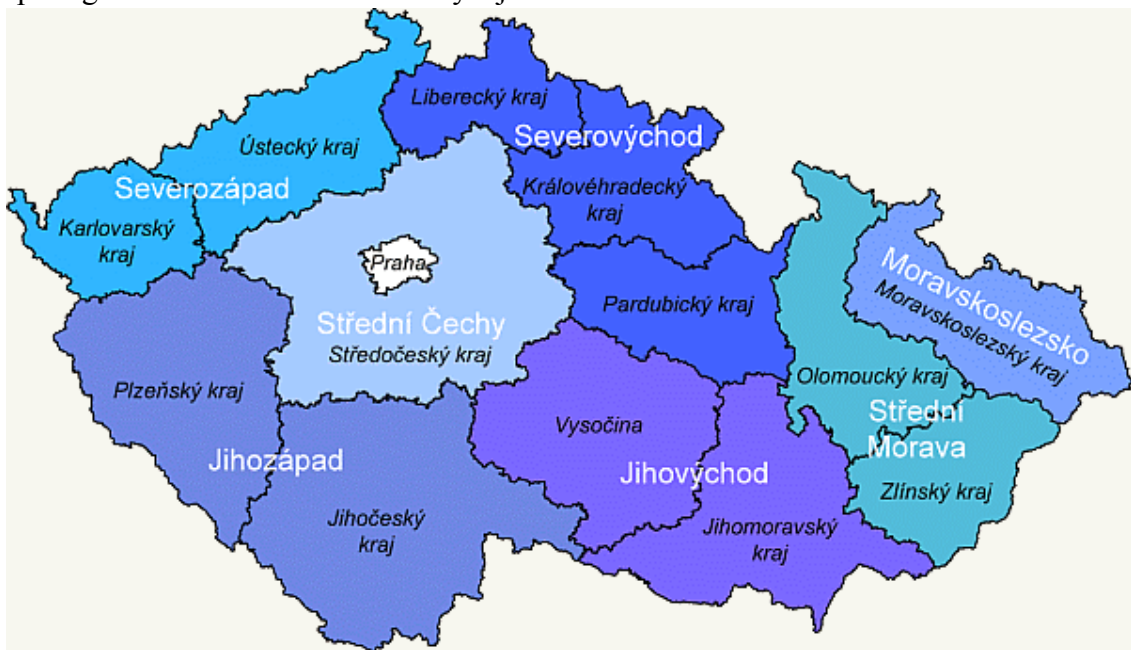 Liberecký kraj
Severovýchod
Ústecký kraj
Severozápad
Královéhradecký
kraj
Karlovarský
kraj
Praha
Moravskoslezsko
Moravskoslezský kraj
Pardubický kraj
Střední Čechy
Středočeský kraj
Plzeňský kraj
Olomoucký kraj
Střední
Morava
Vysočina
Jihozápad
Jihovýchod
Zlínský kraj
Jihočeský
kraj
Jihomoravský
kraj